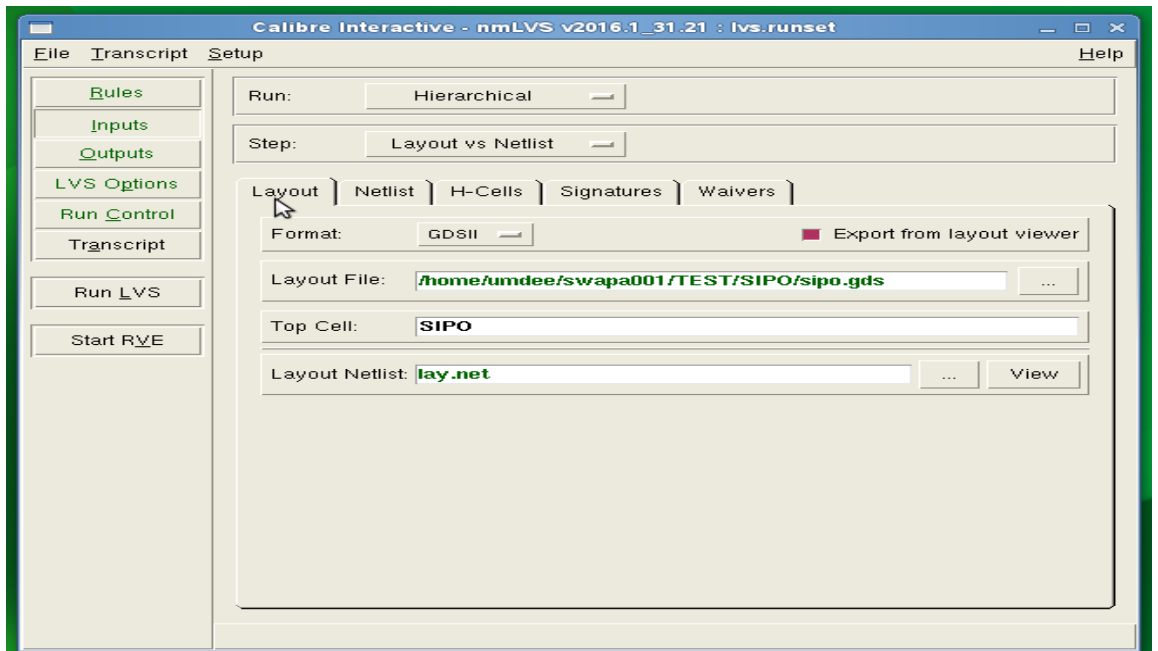 Calibre Interactive - nmLVS v2016.1_31.21 : lvs.runset
File Transcript Setup Help
Rules
Inputs
Outputs
LVS Options
Run Control
Transcript
Run LVS
Start RVE
Run: Hierarchical
Step: Layout vs Netlist
Layout Netlist H-Cells Signatures Waivers
Format: GDSII Export from layout viewer
Layout File: /home/umdee/swapa001/TEST/SIPO/sipo.gds ...
Top Cell: SIPO
Layout Netlist: lay.net ... View